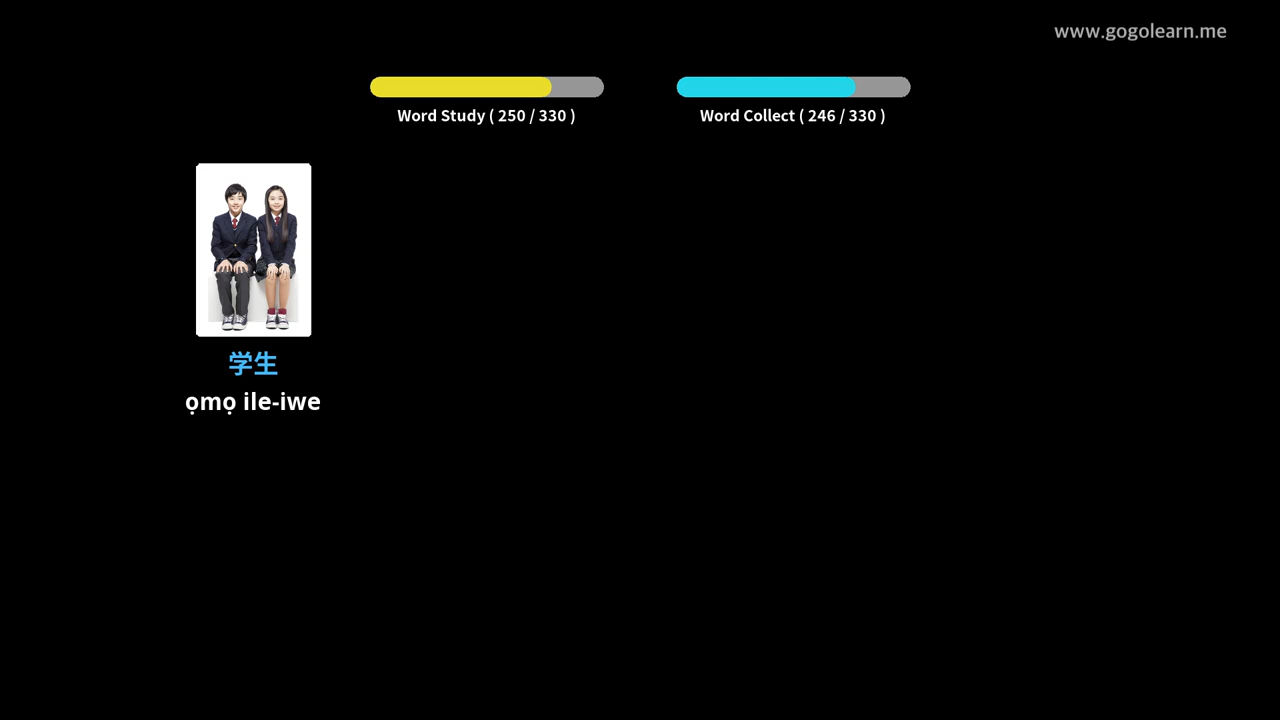 www.gogolearn.me
Word Study ( 250 / 330 )
Word Collect ( 246 / 330 )
学生
ọmọ ile-iwe